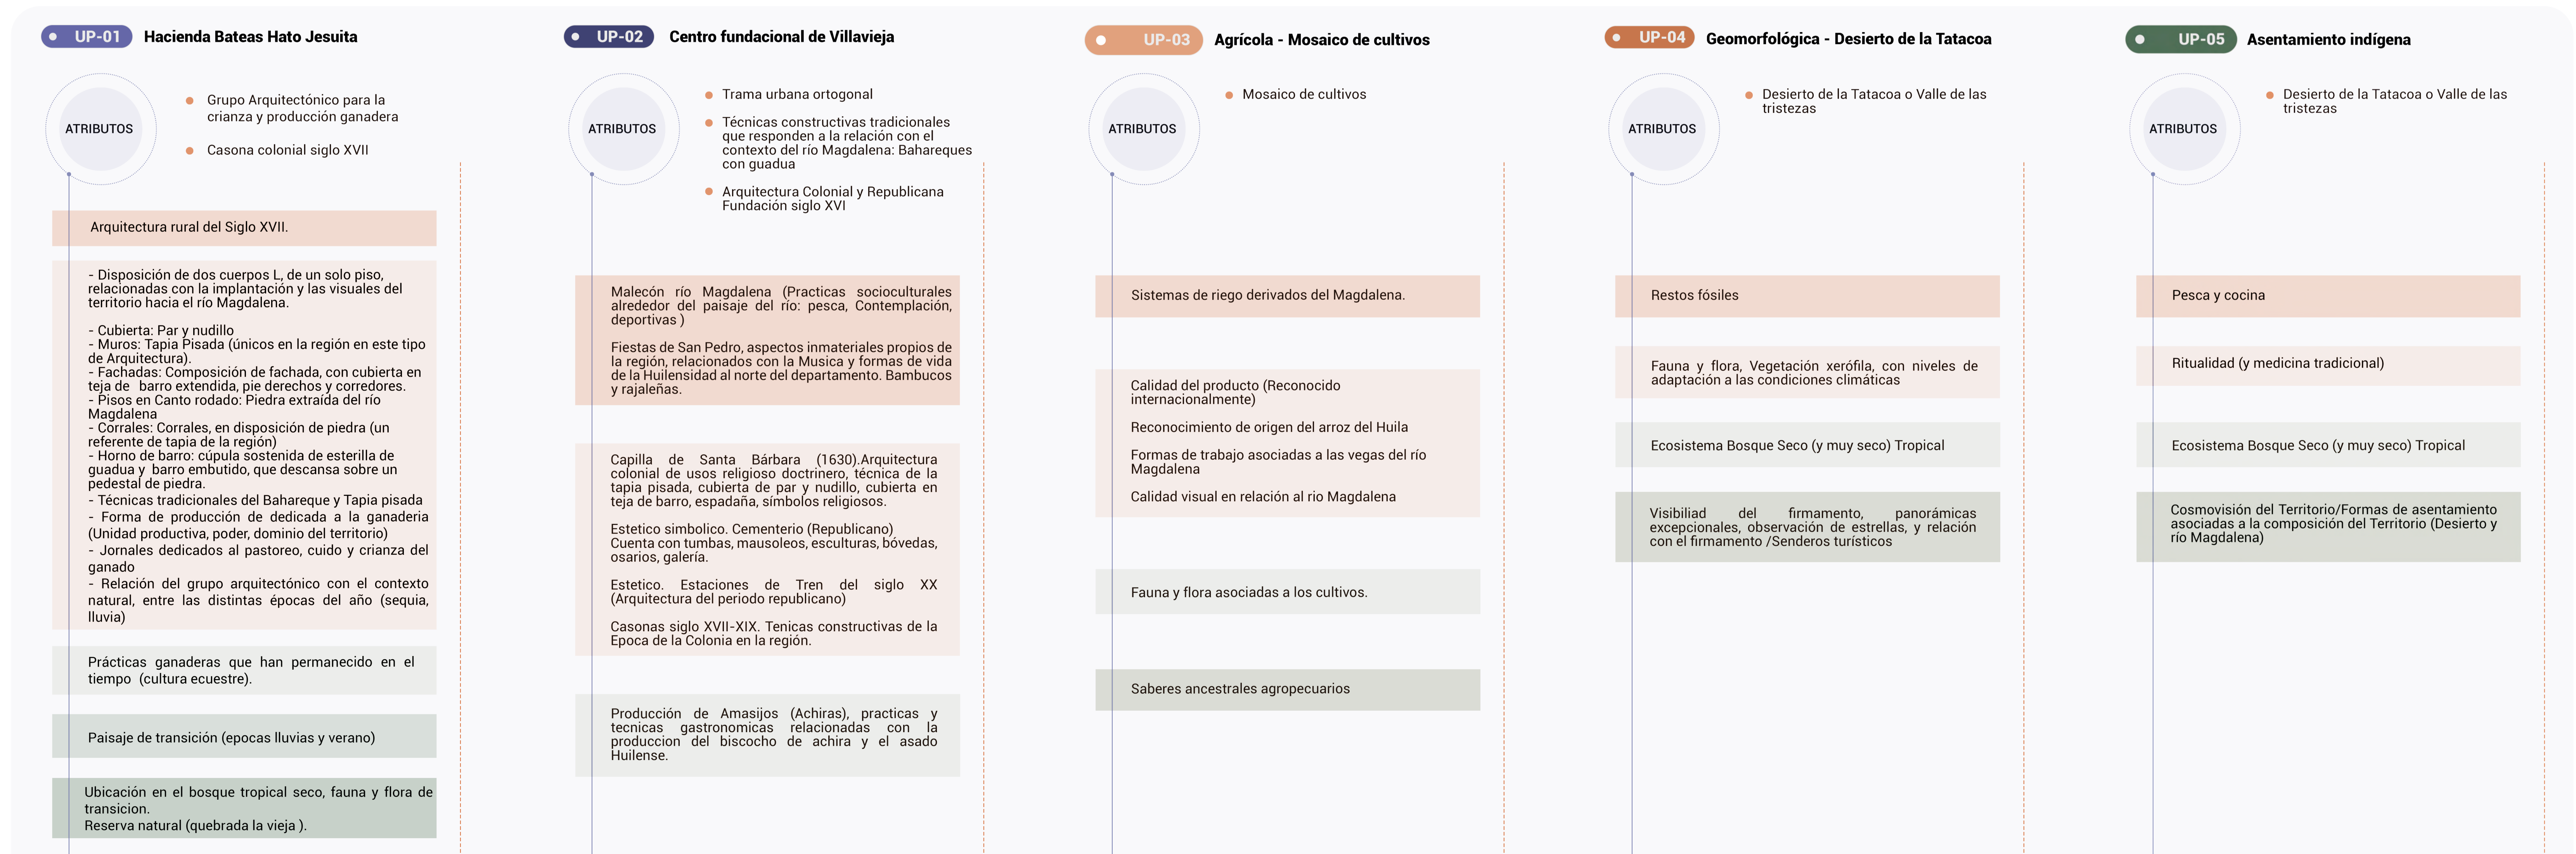 UP-01 Hacienda Bateas Hato Jesuita
ATRIBUTOS
Grupo Arquitectónico para la
crianza y producción ganadera
Casona colonial siglo XVII
Arquitectura rural del Siglo XVII.
- Disposición de dos cuerpos L, de un solo piso,
relacionadas con la implantación y las visuales del
territorio hacia el río Magdalena.
- Cubierta: Par y nudillo
- Muros: Tapia Pisada (únicos en la región en este tipo
de Arquitectura).
- Fachadas: Composición de fachada, con cubierta en
teja de barro extendida, pie derechos y corredores.
- Pisos en Canto rodado: Piedra extraída del río
Magdalena
- Corrales: Corrales, en disposición de piedra (un
referente de tapia de la región)
- Horno de barro: cúpula sostenida de esterilla de
guadua y barro embutido, que descansa sobre un
pedestal de piedra.
- Técnicas tradicionales del Bahareque y Tapia pisada
- Forma de producción de dedicada a la ganaderia
(Unidad productiva, poder, dominio del territorio)
- Jornales dedicados al pastoreo, cuido y crianza del
ganado
- Relación del grupo arquitectónico con el contexto
natural, entre las distintas épocas del año (sequia,
lluvia)
Prácticas ganaderas que han permanecido en el
tiempo (cultura ecuestre).
Paisaje de transición (epocas lluvias y verano)
Ubicación en el bosque tropical seco, fauna y flora de
transicion.
Reserva natural (quebrada la vieja ).
UP-02 Centro fundacional de Villavieja
ATRIBUTOS
Trama urbana ortogonal
Técnicas constructivas tradicionales
que responden a la relación con el
contexto del río Magdalena: Bahareques
con guadua
Arquitectura Colonial y Republicana
Fundación siglo XVI
Malecón río Magdalena (Practicas socioculturales
alrededor del paisaje del río: pesca, Contemplación,
deportivas )
Fiestas de San Pedro, aspectos inmateriales propios de
la región, relacionados con la Musica y formas de vida
de la Huilensidad al norte del departamento. Bambucos
y rajaleñas.
Capilla de Santa Bárbara (1630).Arquitectura
colonial de usos religioso doctrinero, técnica de la
tapia pisada, cubierta de par y nudillo, cubierta en
teja de barro, espadaña, símbolos religiosos.
Estetico simbolico. Cementerio (Republicano)
Cuenta con tumbas, mausoleos, esculturas, bóvedas,
osarios, galería.
Estetico. Estaciones de Tren del siglo XX
(Arquitectura del periodo republicano)
Casonas siglo XVII-XIX. Tenicas constructivas de la
Epoca de la Colonia en la región.
Producción de Amasijos (Achiras), practicas y
tecnicas gastronomicas relacionadas con la
produccion del biscocho de achira y el asado
Huilense.
UP-03 Agrícola - Mosaico de cultivos
ATRIBUTOS
Mosaico de cultivos
Sistemas de riego derivados del Magdalena.
Calidad del producto (Reconocido
internacionalmente)
Reconocimiento de origen del arroz del Huila
Formas de trabajo asociadas a las vegas del río
Magdalena
Calidad visual en relación al rio Magdalena
Fauna y flora asociadas a los cultivos.
Saberes ancestrales agropecuarios
UP-04 Geomorfológica - Desierto de la Tatacoa
ATRIBUTOS
Desierto de la Tatacoa o Valle de las
tristezas
Restos fósiles
Fauna y flora, Vegetación xerófila, con niveles de
adaptación a las condiciones climáticas
Ecosistema Bosque Seco (y muy seco) Tropical
Visibiliad del firmamento, panorámicas
excepcionales, observación de estrellas, y relación
con el firmamento /Senderos turísticos
UP-05 Asentamiento indígena
ATRIBUTOS
Desierto de la Tatacoa o Valle de las
tristezas
Pesca y cocina
Ritualidad (y medicina tradicional)
Ecosistema Bosque Seco (y muy seco) Tropical
Cosmovisión del Territorio/Formas de asentamiento
asociadas a la composición del Territorio (Desierto y
río Magdalena)